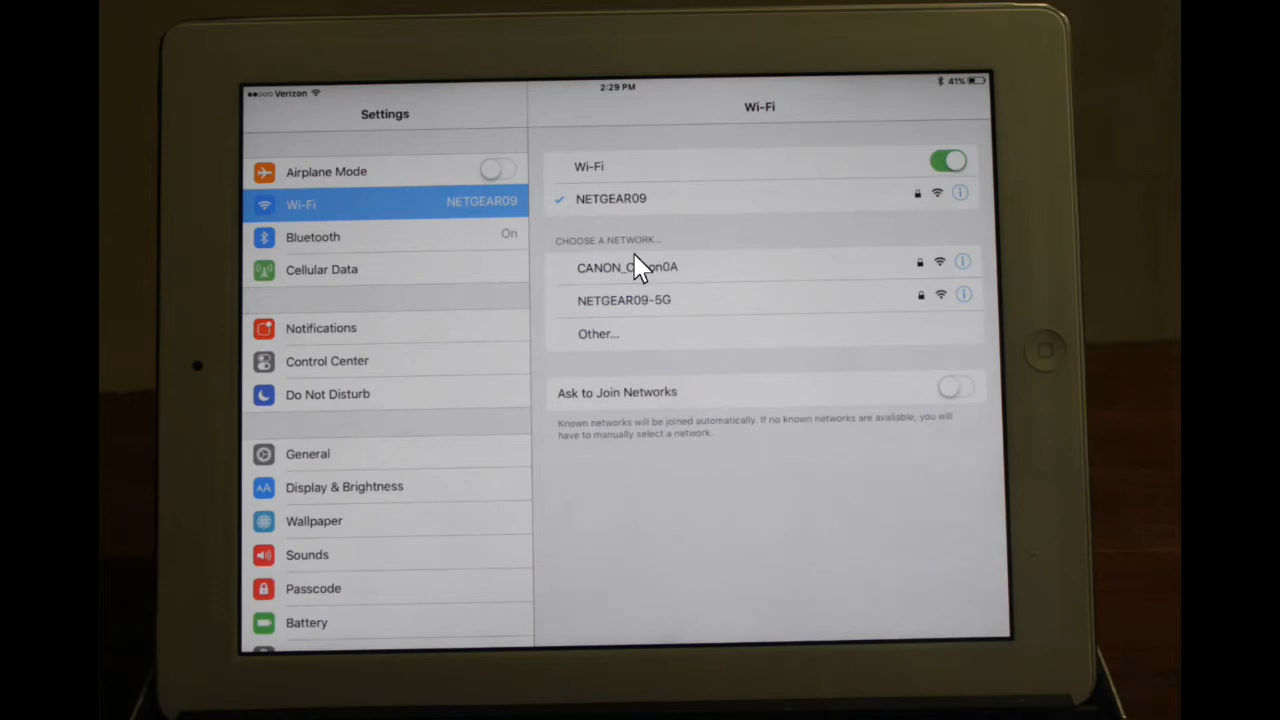 Verizon
2:29 PM
41%
Settings
Wi-Fi
Airplane Mode
Wi-Fi NETGEAR09
Bluetooth On
Cellular Data
Notifications
Control Center
Do Not Disturb
General
Display & Brightness
Wallpaper
Sounds
Passcode
Battery
Wi-Fi
NETGEAR09
CHOOSE A NETWORK...
NETGEAR09-5G
Other...
Ask to Join Networks
Known networks will be joined automatically. If no known networks are available, you will
have to manually select a network.